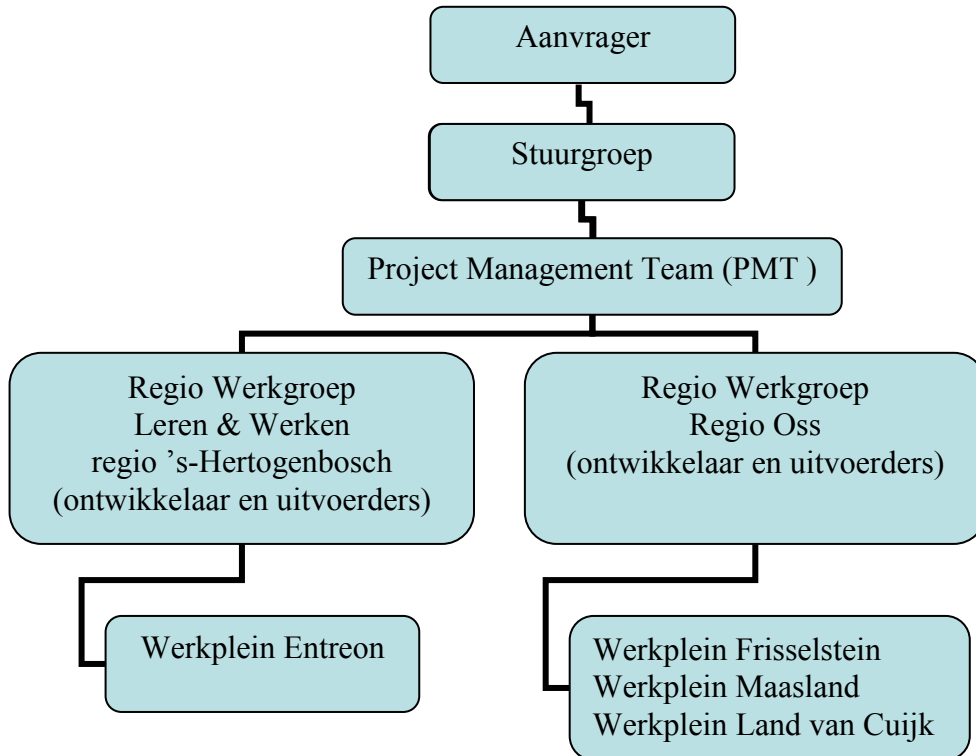 Aanvrager
Stuurgroep
Project Management Team (PMT )
Regio Werkgroep
Leren & Werken
regio ’s-Hertogenbosch
(ontwikkelaar en uitvoerders)
Regio Werkgroep
Regio Oss
(ontwikkelaar en uitvoerders)
Werkplein Entreon
Werkplein Frisselstein
Werkplein Maasland
Werkplein Land van Cuijk